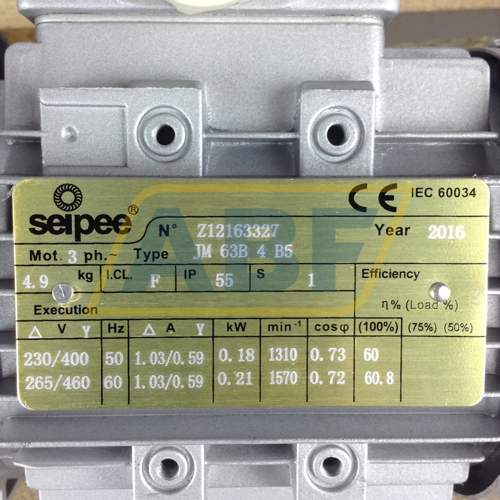 seipee® N° Z12163327 Year 2016
CE IEC 60034
Mot. 3 ph.~ Type JM 63B 4 B5
4.9 kg I.CL. F IP 55 S 1 Efficiency
η% (Load %)
Execution
△ V Y Hz △ A Y kW min⁻¹ cosφ (100%) (75%) (50%)
230/400 50 1.03/0.59 0.18 1310 0.73 60
265/460 60 1.03/0.59 0.21 1570 0.72 60.8
ABF